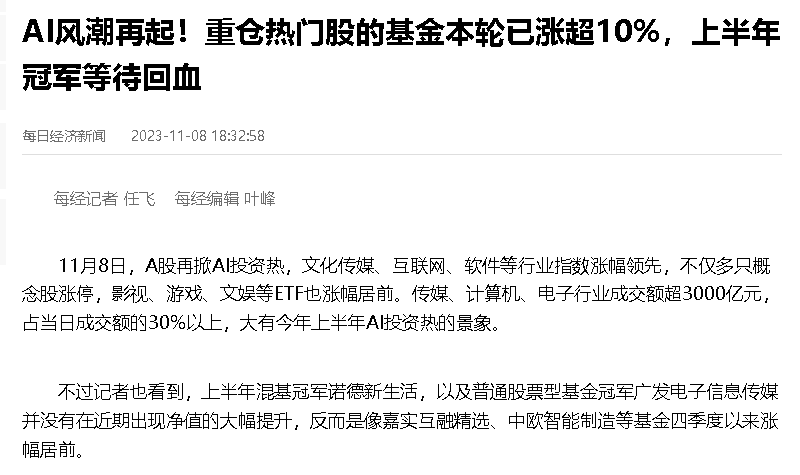 AI风潮再起！重仓热门股的基金本轮已涨超10%，上半年
冠军等待回血
每日经济新闻 2023-11-08 18:32:58
每经记者 任飞 每经编辑 叶峰
11月8日，A股再掀AI投资热，文化传媒、互联网、软件等行业指数涨幅领先，不仅多只概
念股涨停，影视、游戏、文娱等ETF也涨幅居前。传媒、计算机、电子行业成交额超3000亿元，
占当日成交额的30%以上，大有今年上半年AI投资热的景象。
不过记者也看到，上半年混基冠军诺德新生活，以及普通股票型基金冠军广发电子信息传媒
并没有在近期出现净值的大幅提升，反而是像嘉实互融精选、中欧智能制造等基金四季度以来涨
幅居前。